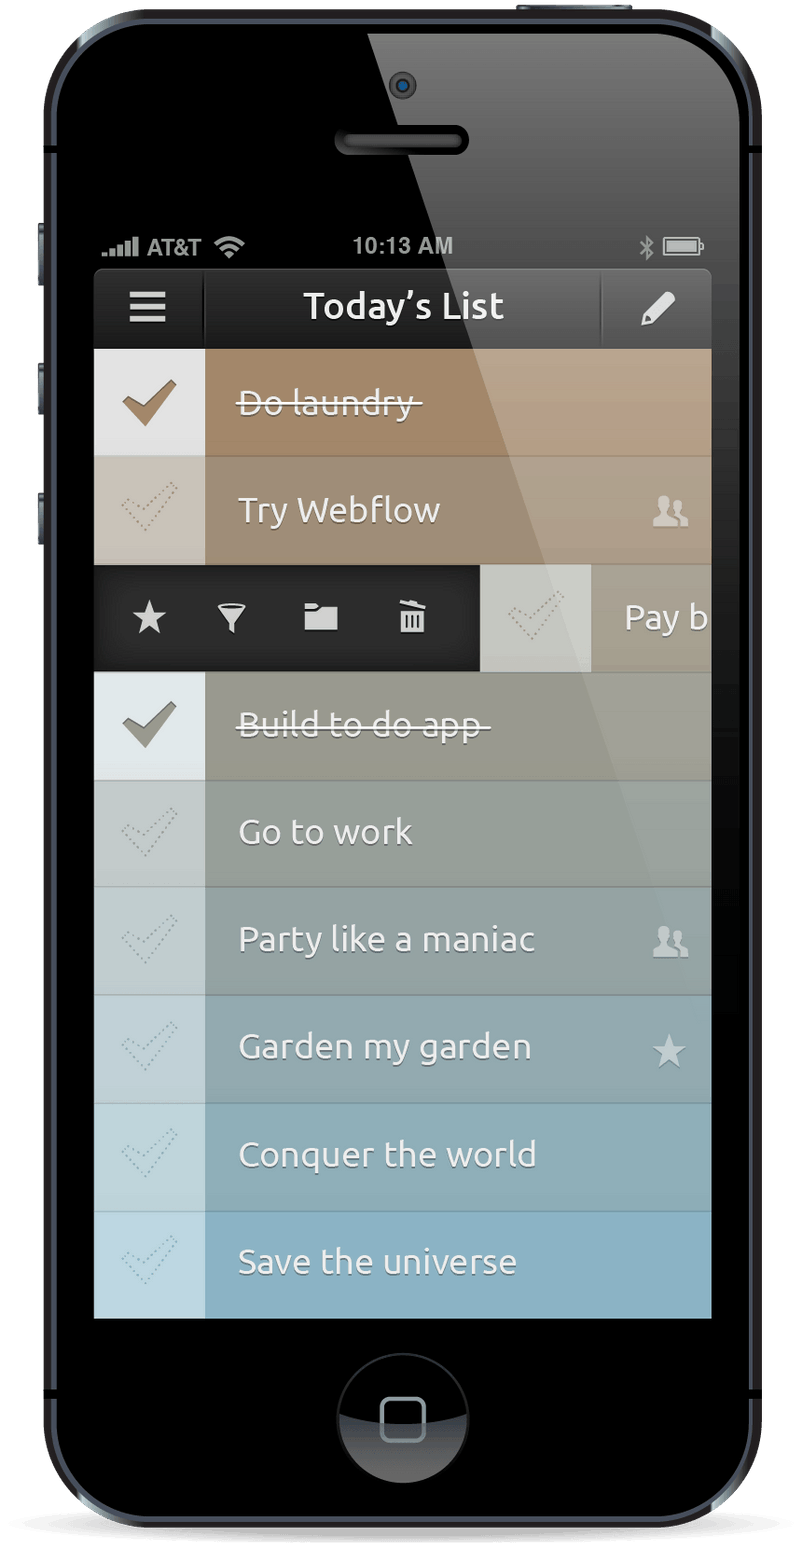 AT&T 10:13 AM
Today’s List
Do laundry
Try Webflow
Pay b
Build to do app
Go to work
Party like a maniac
Garden my garden
Conquer the world
Save the universe